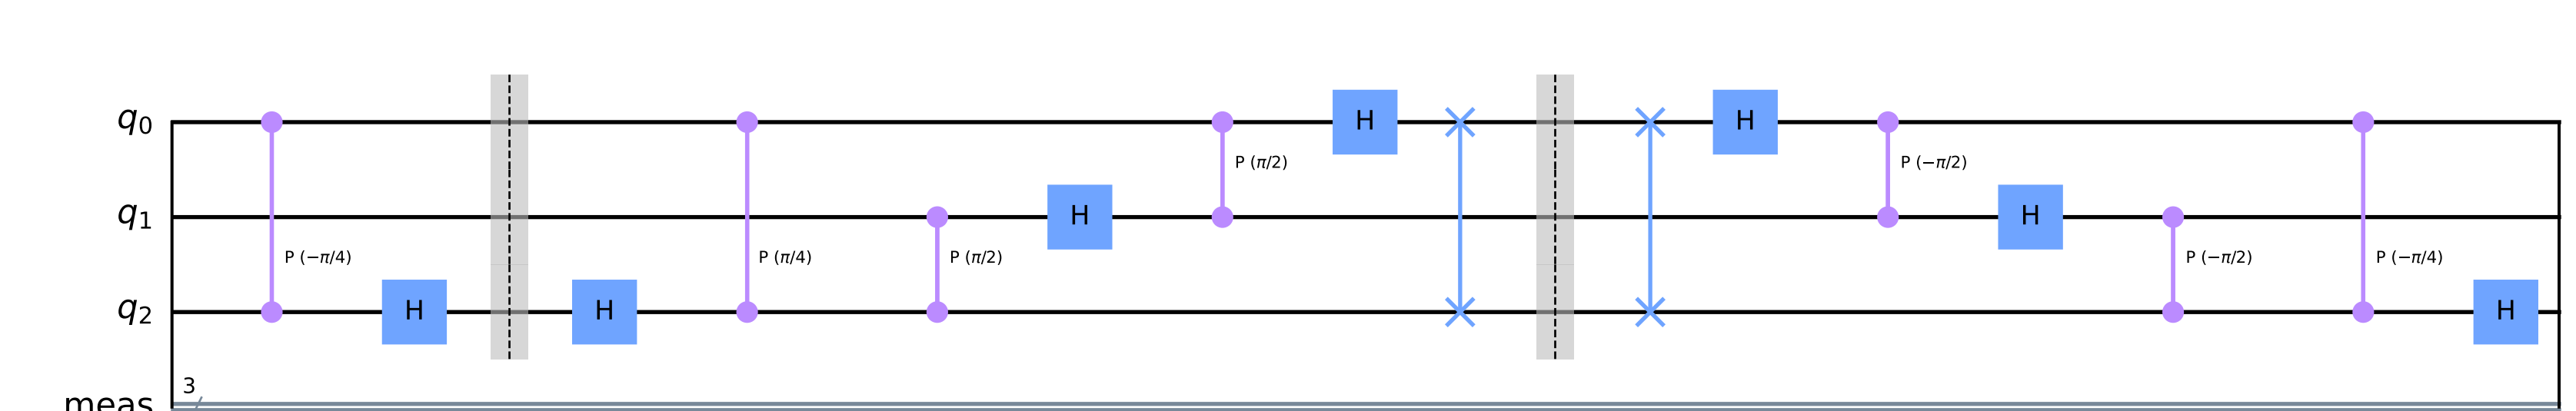 q0 H H
P (π/2) P (−π/2)
q1 H H
P (−π/4) P (π/4) P (π/2) P (−π/2) P (−π/4)
q2 H H H
3
meas